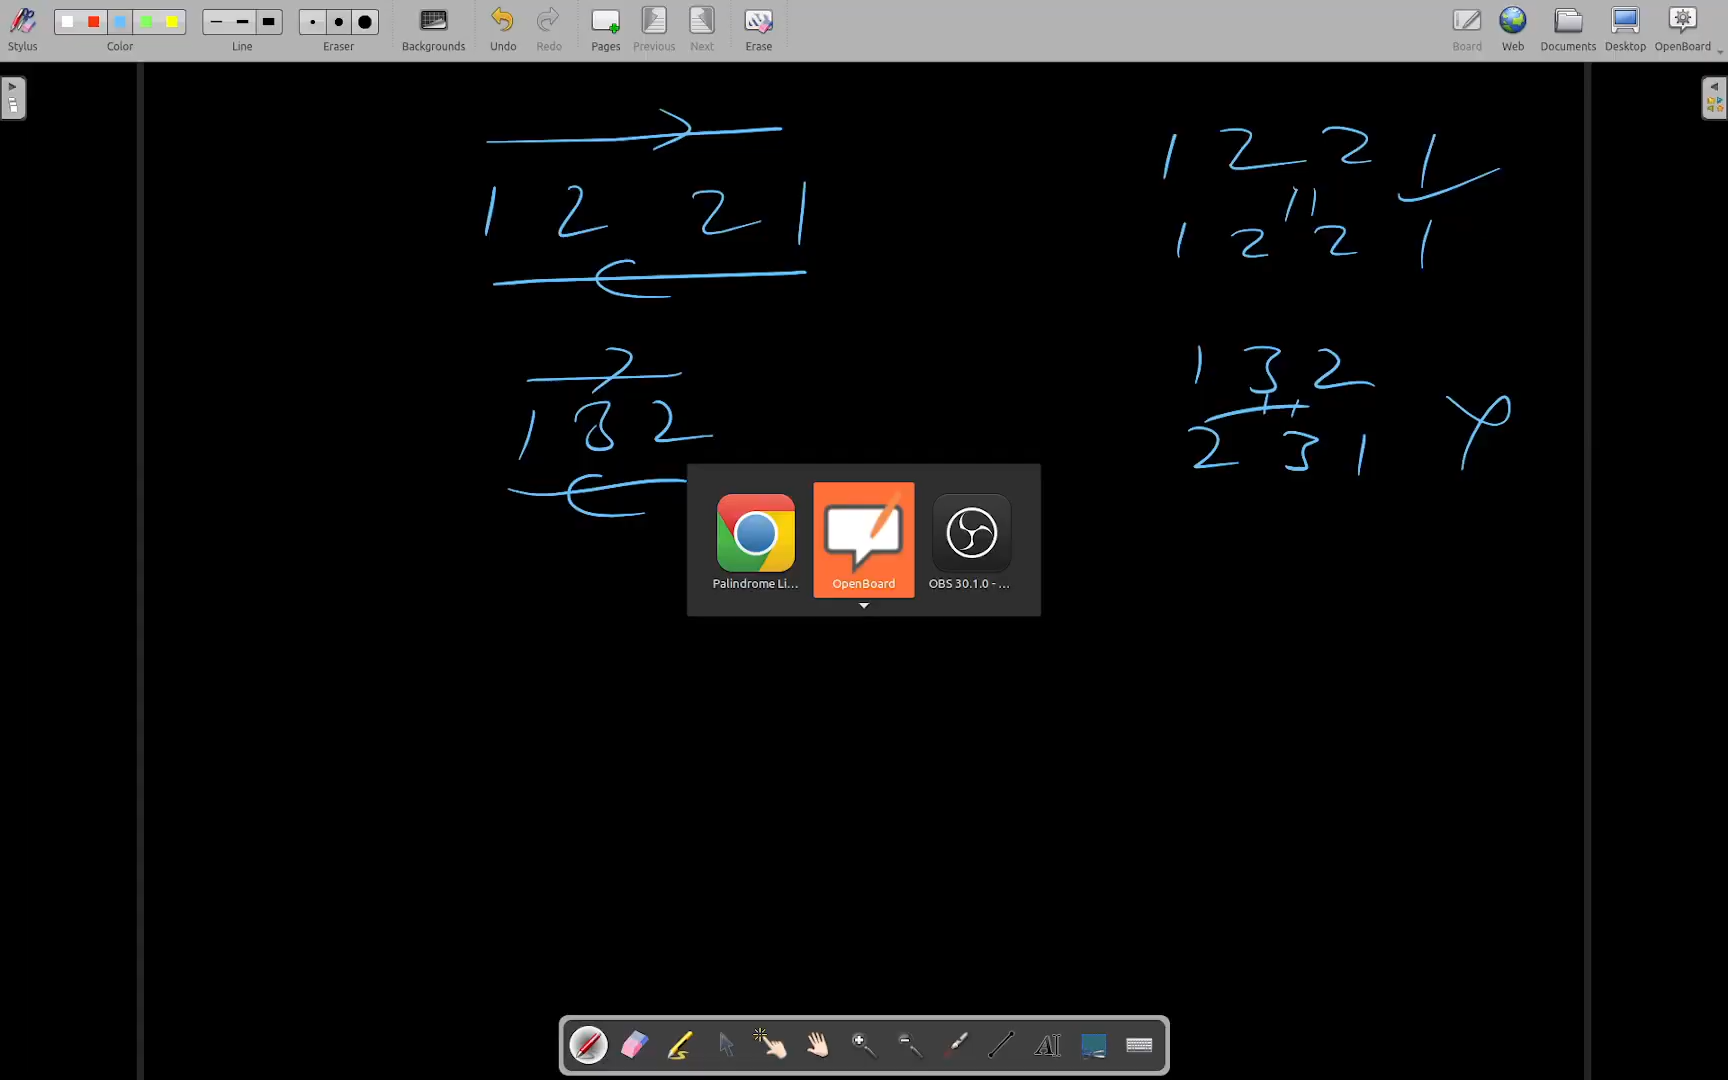 Stylus
Color
Line
Eraser
Backgrounds
Undo
Redo
Pages
Previous
Next
Erase
Board
Web
Documents
Desktop
OpenBoard
1 2 2 1
1 2 2 1
1 2 2 1
1 3 2
1 3 2
2 3 1
Palindrome Li...
OpenBoard
OBS 30.1.0 - ...
AI